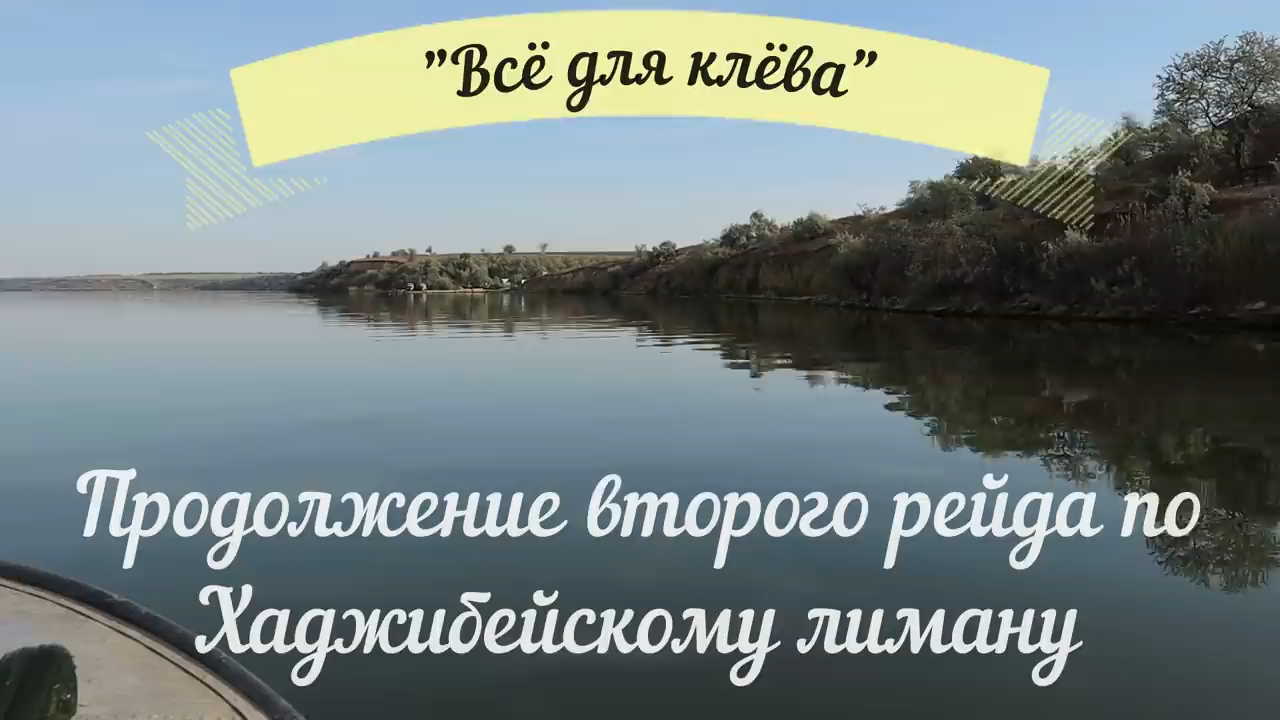 "Всё для клёва"
Продолжение второго рейда по
Хаджибейскому лиману